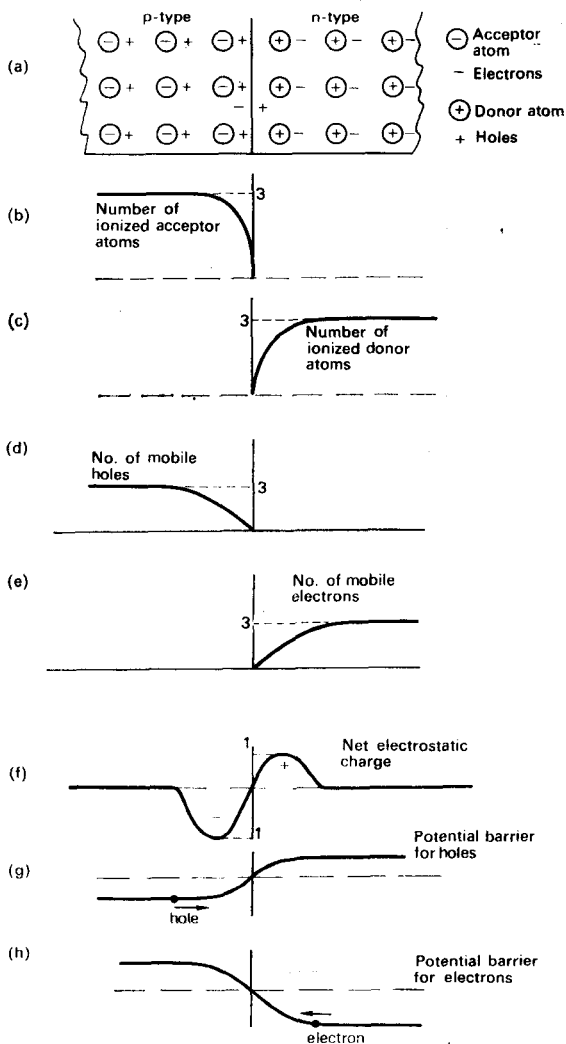 p-type n-type
(a)
Acceptor
atom
− Electrons
Donor atom
+ Holes
(b)
Number of
ionized acceptor
atoms
3
(c)
3
Number of
ionized donor
atoms
(d)
No. of mobile
holes
3
(e)
No. of mobile
electrons
3
(f)
1
Net electrostatic
charge
+
−
1
(g)
Potential barrier
for holes
hole
(h)
Potential barrier
for electrons
electron